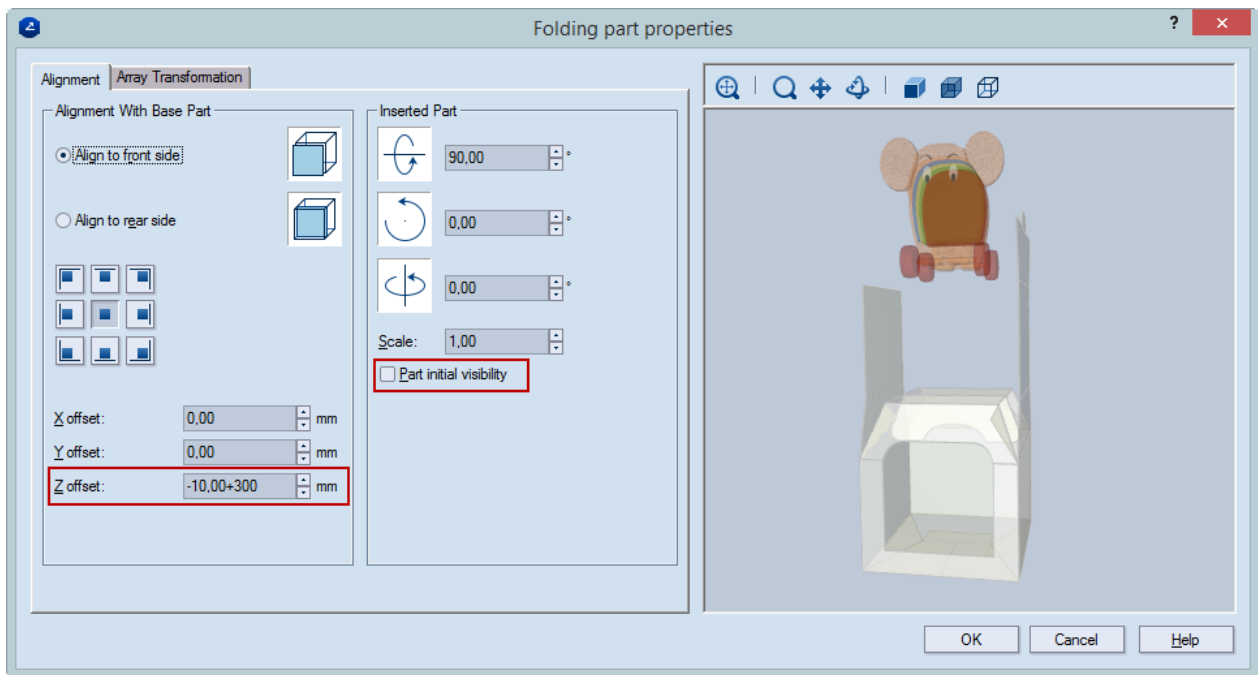 Folding part properties
?
Alignment
Array Transformation
Alignment With Base Part
Align to front side
Align to rear side
X offset: 0,00 mm
Y offset: 0,00 mm
Z offset: -10,00+300 mm
Inserted Part
90,00 °
0,00 °
0,00 °
Scale: 1,00
Part initial visibility
OK
Cancel
Help